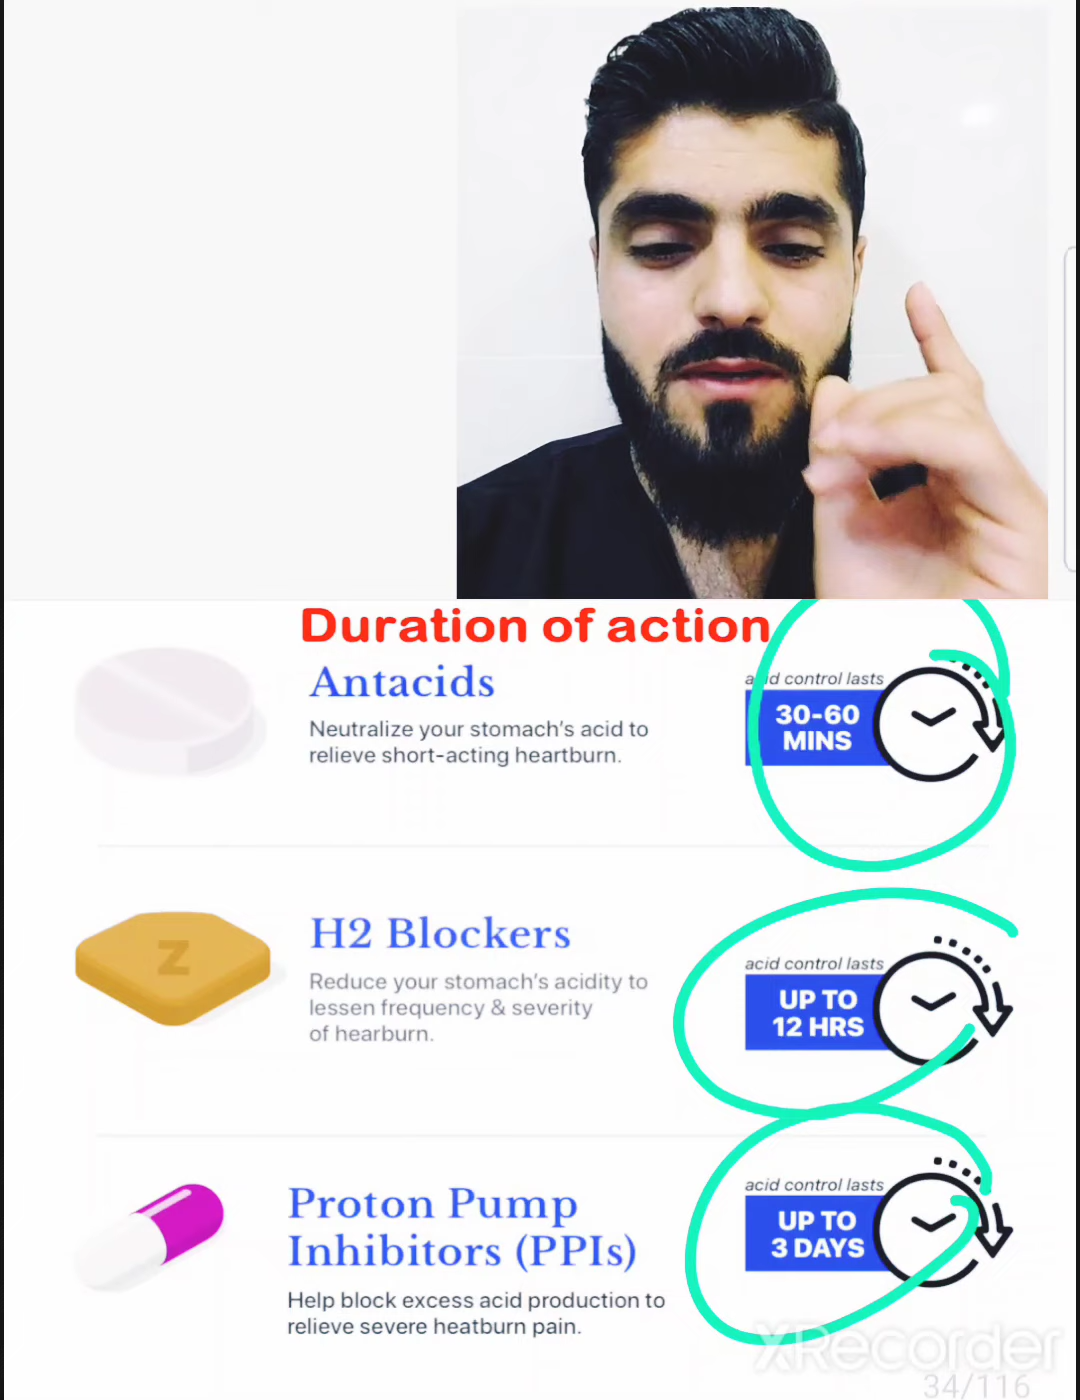 Duration of action
Antacids
Neutralize your stomach's acid to
relieve short-acting heartburn.
acid control lasts
30-60
MINS
Z
H2 Blockers
Reduce your stomach's acidity to
lessen frequency & severity
of hearburn.
acid control lasts
UP TO
12 HRS
Proton Pump
Inhibitors (PPIs)
Help block excess acid production to
relieve severe heatburn pain.
acid control lasts
UP TO
3 DAYS
XRecorder
34/116